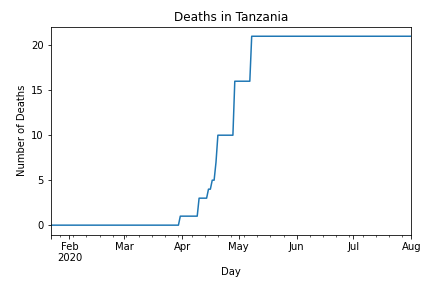 Deaths in Tanzania
Number of Deaths
20
15
10
5
0
Feb
2020
Mar
Apr
May
Jun
Jul
Aug
Day